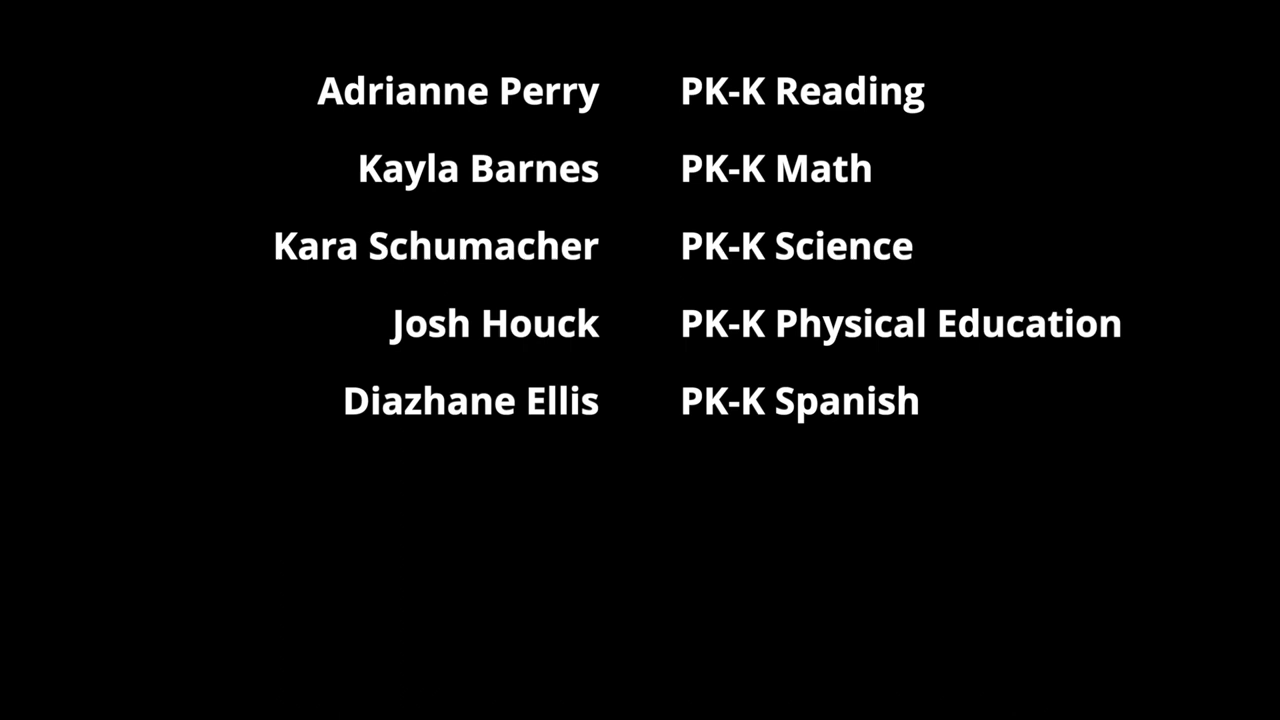 Adrianne Perry PK-K Reading
Kayla Barnes PK-K Math
Kara Schumacher PK-K Science
Josh Houck PK-K Physical Education
Diazhane Ellis PK-K Spanish